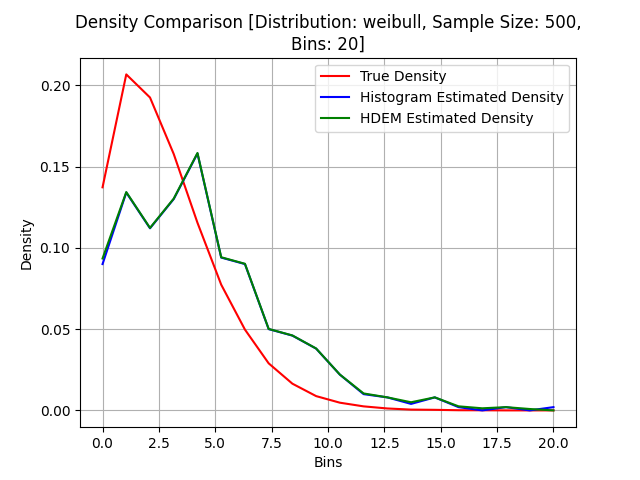 Density Comparison [Distribution: weibull, Sample Size: 500,
Bins: 20]
True Density
Histogram Estimated Density
HDEM Estimated Density
Density
0.20
0.15
0.10
0.05
0.00
0.0 2.5 5.0 7.5 10.0 12.5 15.0 17.5 20.0
Bins